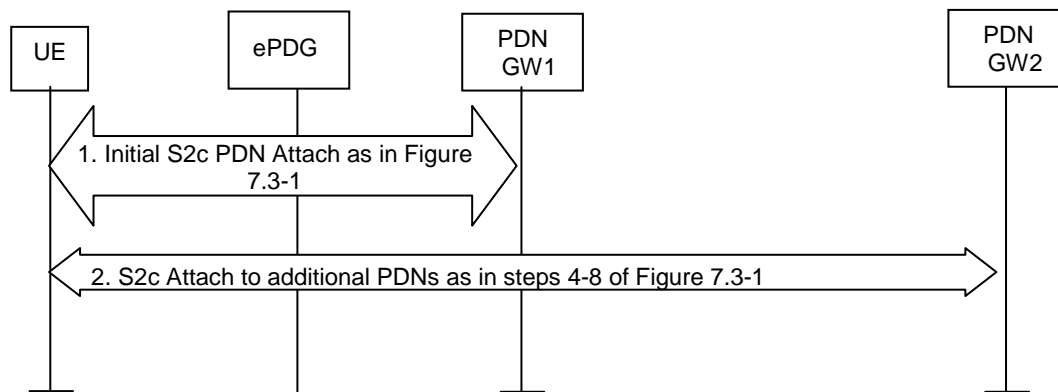 UE
ePDG
PDN
GW1
PDN
GW2
1. Initial S2c PDN Attach as in Figure
7.3-1
2. S2c Attach to additional PDNs as in steps 4-8 of Figure 7.3-1